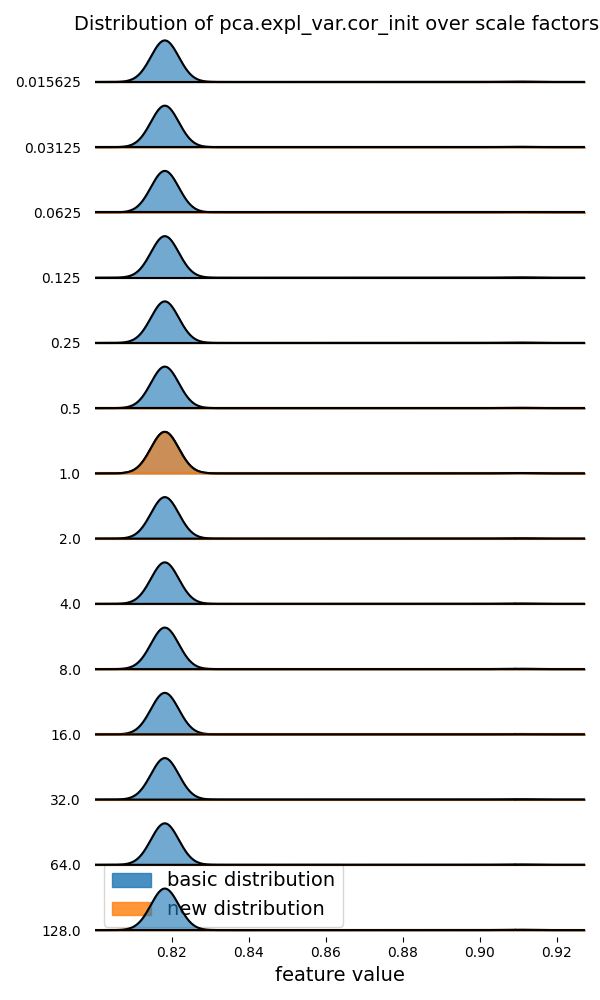 Distribution of pca.expl_var.cor_init over scale factors
0.015625
0.03125
0.0625
0.125
0.25
0.5
1.0
2.0
4.0
8.0
16.0
32.0
64.0
128.0
basic distribution
new distribution
0.82 0.84 0.86 0.88 0.90 0.92
feature value